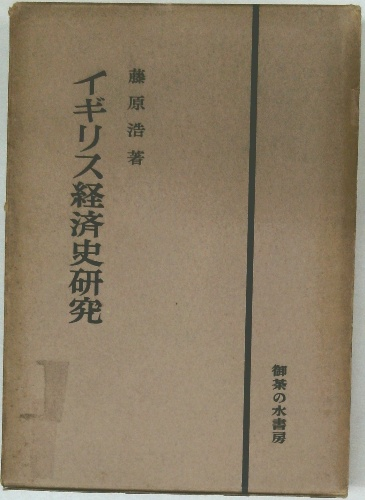 御茶の水書房
藤原浩著
イギリス経済史研究